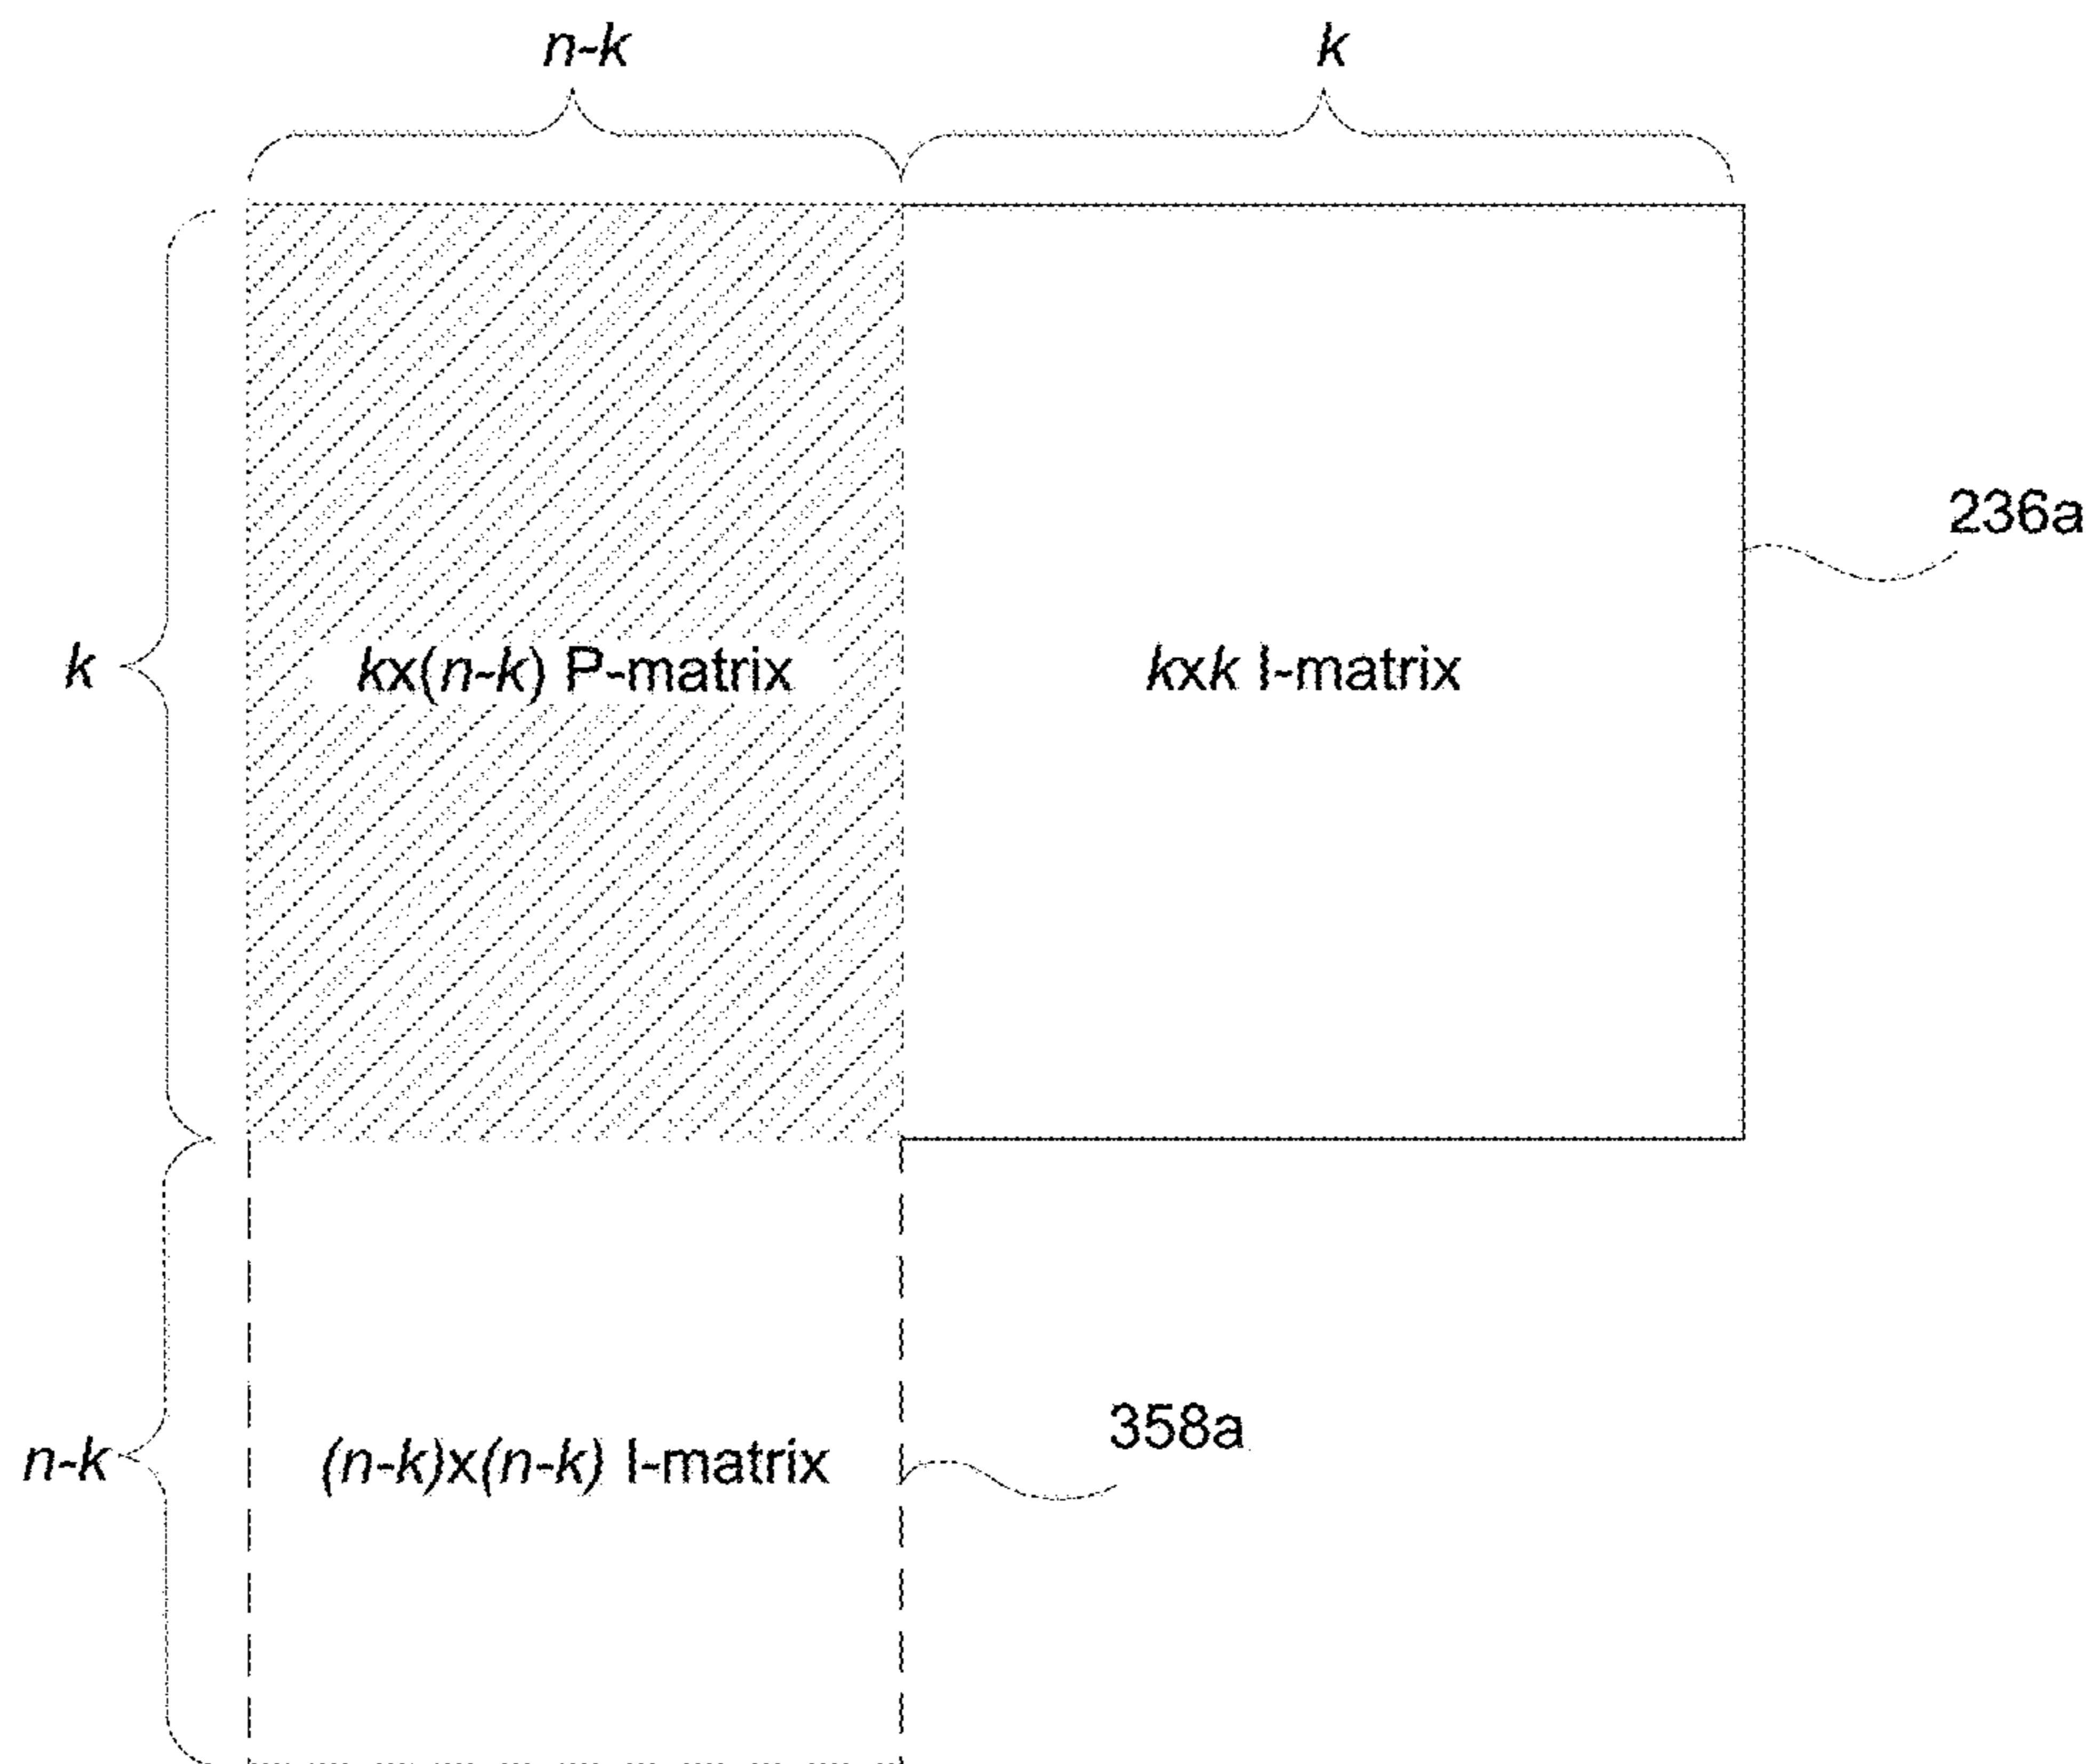 n-k
k
236a
k
kx(n-k) P-matrix
kxk I-matrix
358a
n-k
(n-k)x(n-k) I-matrix